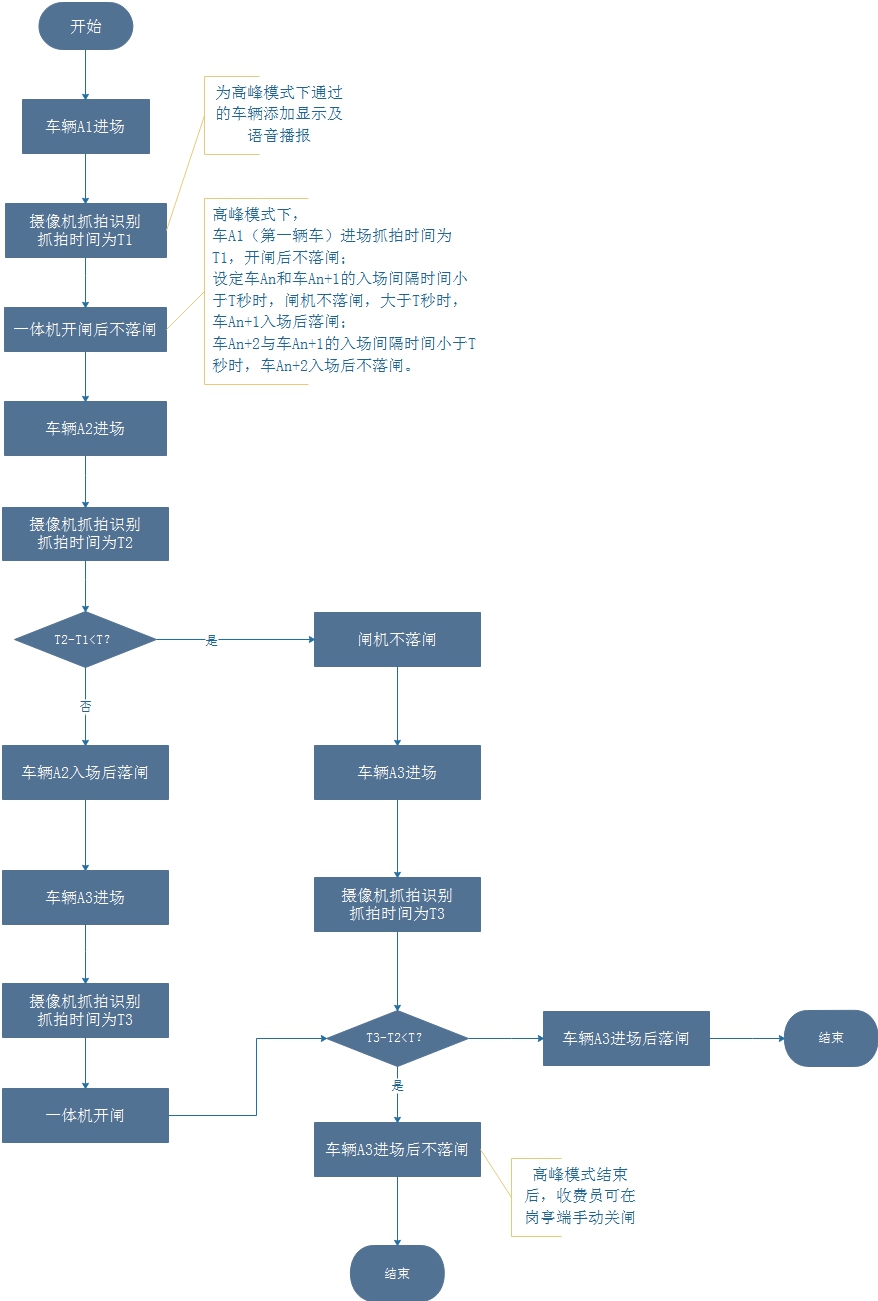 开始
车辆A1进场
为高峰模式下通过
的车辆添加显示及
语音播报
摄像机抓拍识别
抓拍时间为T1
高峰模式下，
车A1（第一辆车）进场抓拍时间为
T1，开闸后不落闸；
设定车An和车An+1的入场间隔时间小
于T秒时，闸机不落闸，大于T秒时，
车An+1入场后落闸；
车An+2与车An+1的入场间隔时间小于T
秒时，车An+2入场后不落闸。
一体机开闸后不落闸
车辆A2进场
摄像机抓拍识别
抓拍时间为T2
T2-T1<T?
是
闸机不落闸
否
车辆A2入场后落闸
车辆A3进场
车辆A3进场
摄像机抓拍识别
抓拍时间为T3
摄像机抓拍识别
抓拍时间为T3
T3-T2<T?
车辆A3进场后落闸
结束
一体机开闸
是
车辆A3进场后不落闸
高峰模式结束
后，收费员可在
岗亭端手动关闸
结束